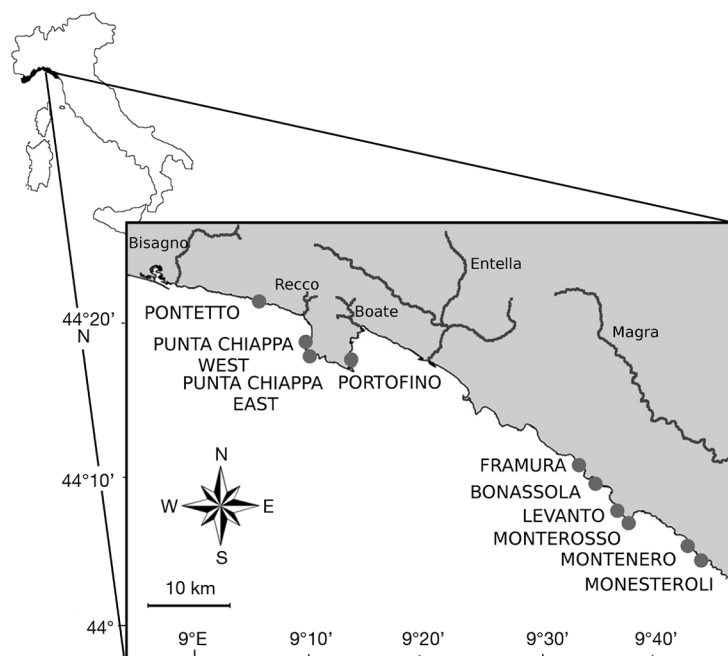 Bisagno
Entella
Recco
PONTETTO
Boate
44°20'
N
Magra
PUNTA CHIAPPA
WEST
PUNTA CHIAPPA
EAST
PORTOFINO
N
W
E
S
FRAMURA
44°10'
BONASSOLA
LEVANTO
MONTEROSSO
MONTENERO
MONESTEROLI
10 km
44°
9°E
9°10'
9°20'
9°30'
9°40'